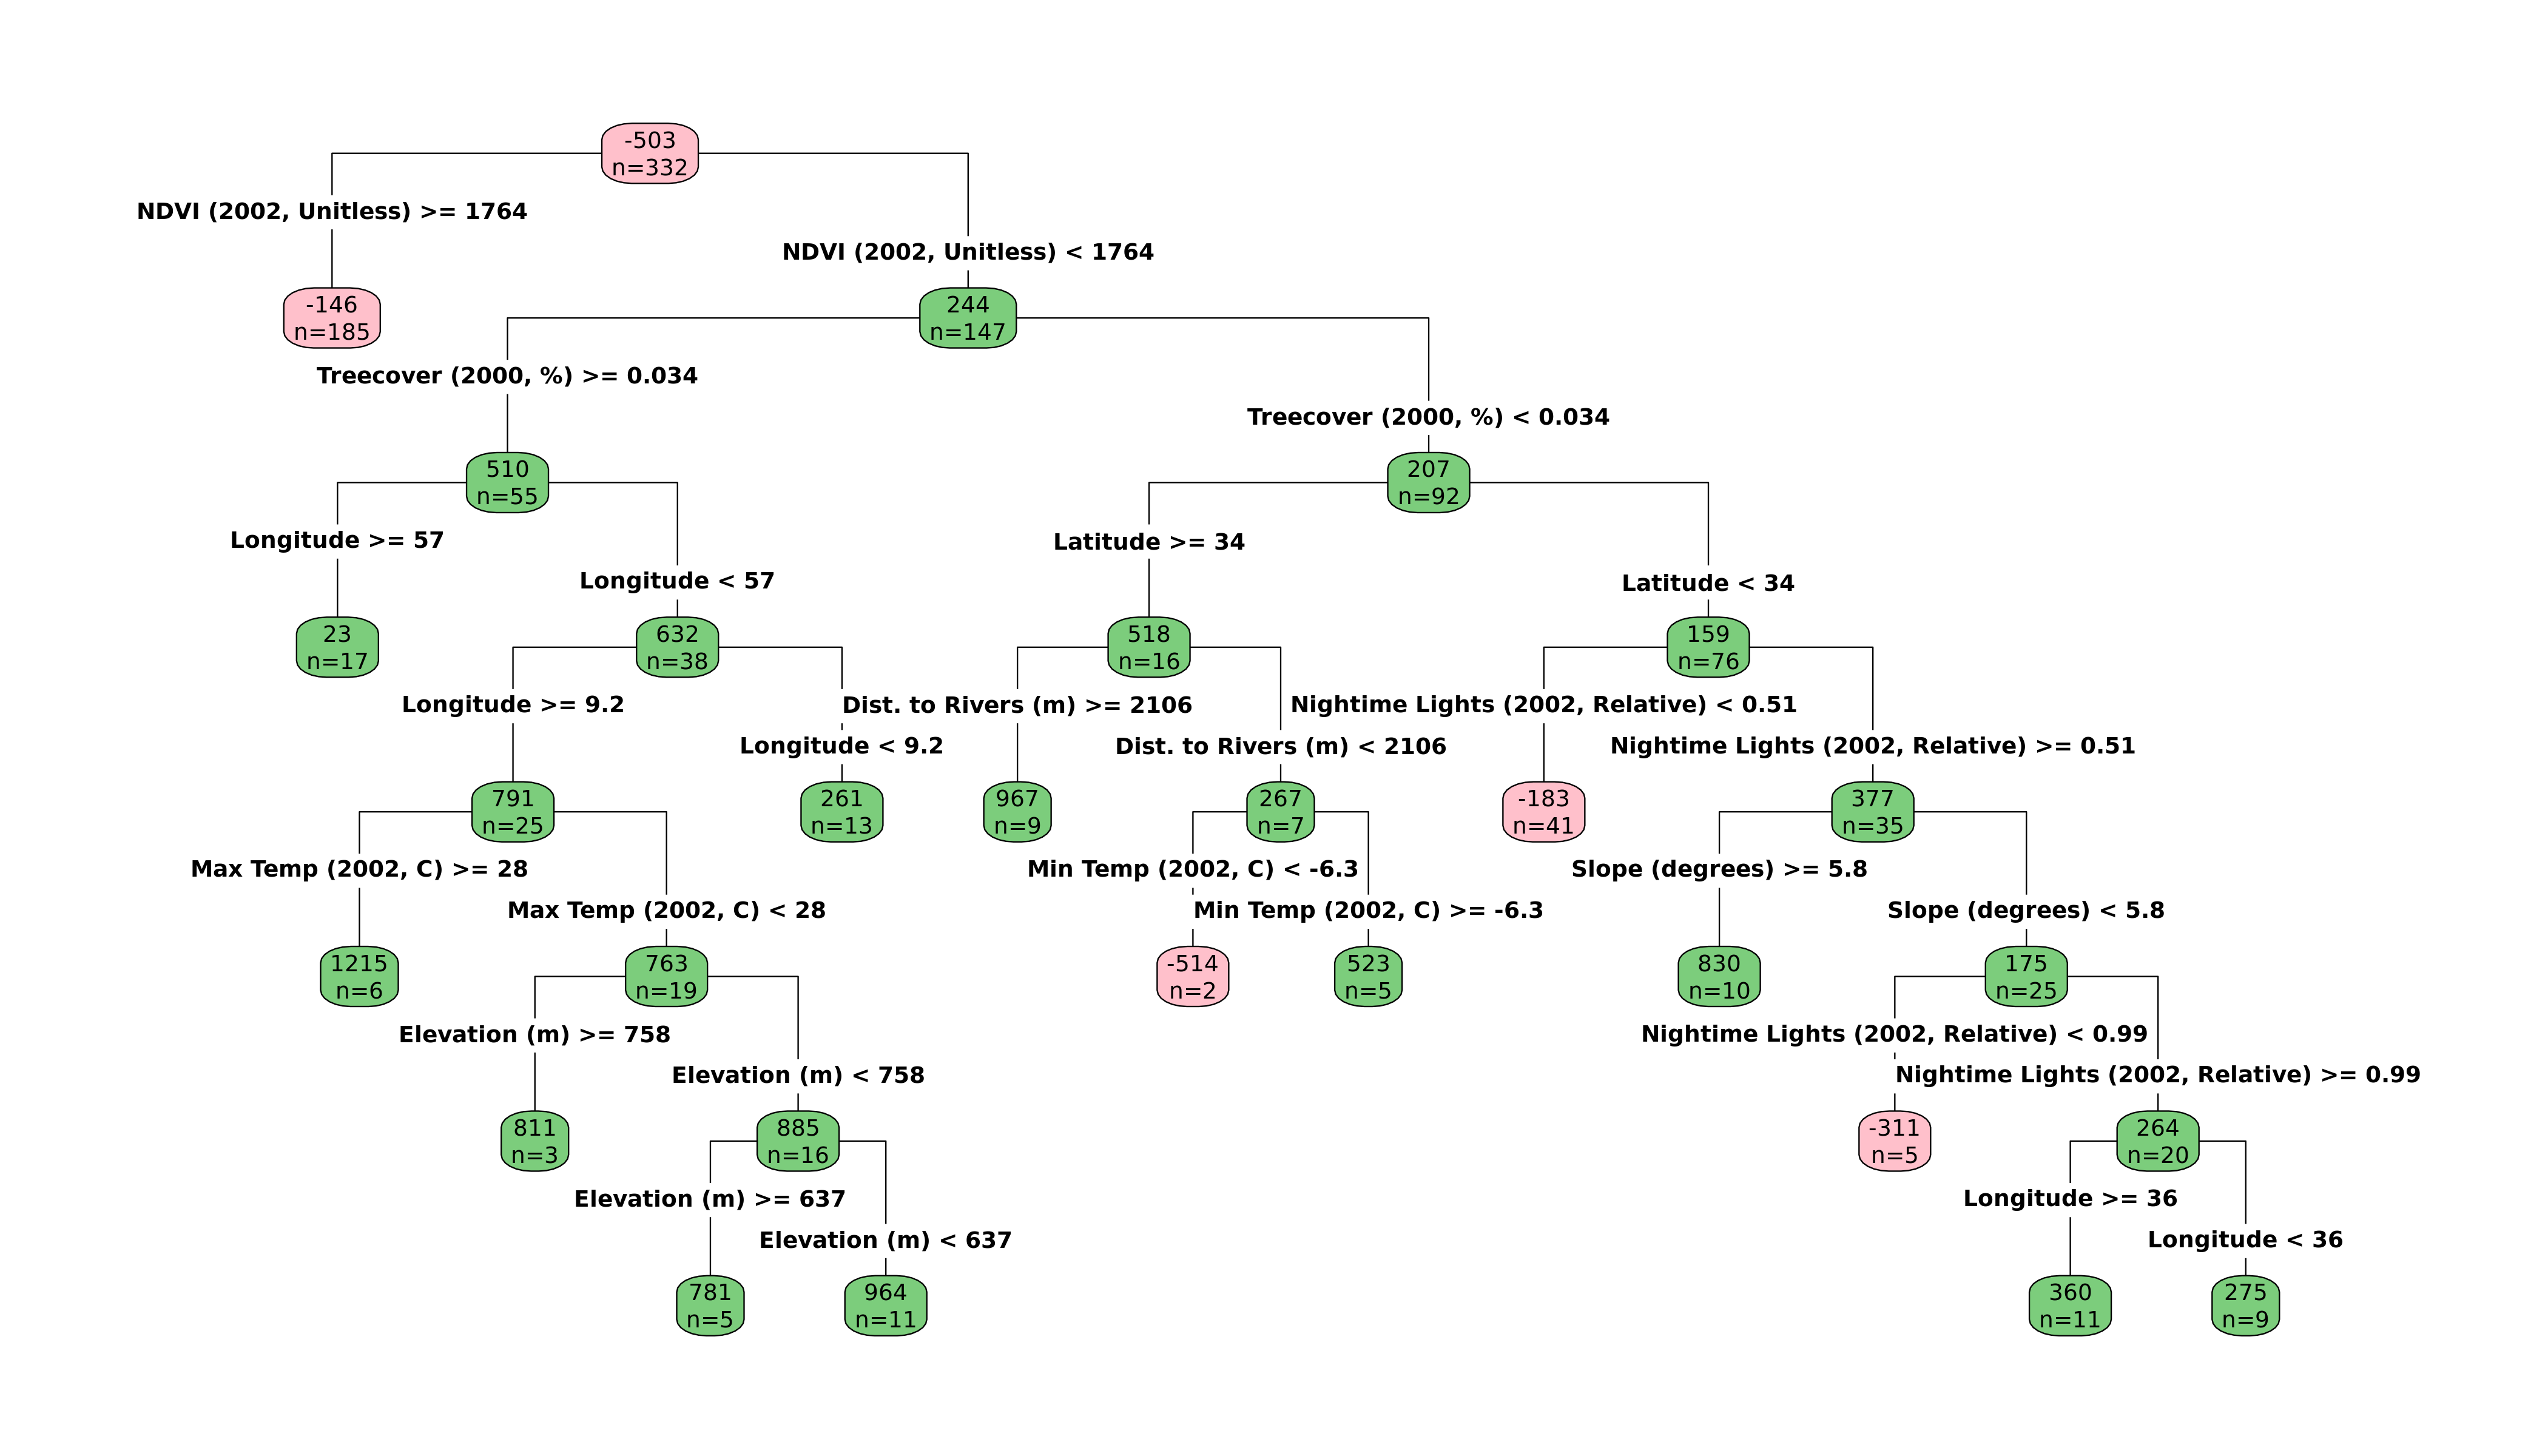 -503
n=332
NDVI (2002, Unitless) >= 1764
NDVI (2002, Unitless) < 1764
-146
n=185
244
n=147
Treecover (2000, %) >= 0.034
Treecover (2000, %) < 0.034
510
n=55
207
n=92
Longitude >= 57
Latitude >= 34
Longitude < 57
Latitude < 34
23
n=17
632
n=38
518
n=16
159
n=76
Longitude >= 9.2
Dist. to Rivers (m) >= 2106
Nightime Lights (2002, Relative) < 0.51
Longitude < 9.2
Dist. to Rivers (m) < 2106
Nightime Lights (2002, Relative) >= 0.51
791
n=25
261
n=13
967
n=9
267
n=7
-183
n=41
377
n=35
Max Temp (2002, C) >= 28
Min Temp (2002, C) < -6.3
Slope (degrees) >= 5.8
Max Temp (2002, C) < 28
Min Temp (2002, C) >= -6.3
Slope (degrees) < 5.8
1215
n=6
763
n=19
-514
n=2
523
n=5
830
n=10
175
n=25
Elevation (m) >= 758
Nightime Lights (2002, Relative) < 0.99
Elevation (m) < 758
Nightime Lights (2002, Relative) >= 0.99
811
n=3
885
n=16
-311
n=5
264
n=20
Elevation (m) >= 637
Longitude >= 36
Elevation (m) < 637
Longitude < 36
781
n=5
964
n=11
360
n=11
275
n=9